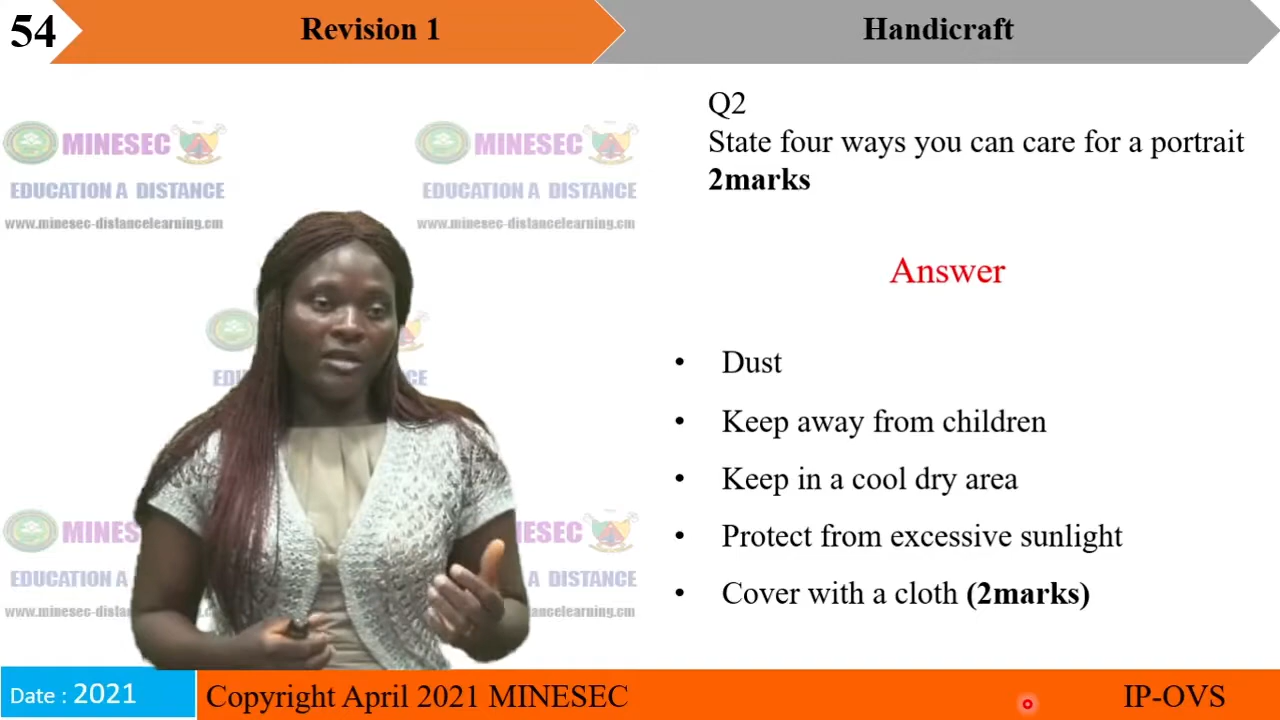 54
Revision 1
Handicraft
MINESEC
EDUCATION A DISTANCE
www.minesec-distancelearning.cm
MINESEC
EDUCATION A DISTANCE
www.minesec-distancelearning.cm
Q2
State four ways you can care for a portrait
2marks
Answer
• Dust
• Keep away from children
• Keep in a cool dry area
• Protect from excessive sunlight
• Cover with a cloth (2marks)
Date : 2021
Copyright April 2021 MINESEC
IP-OVS